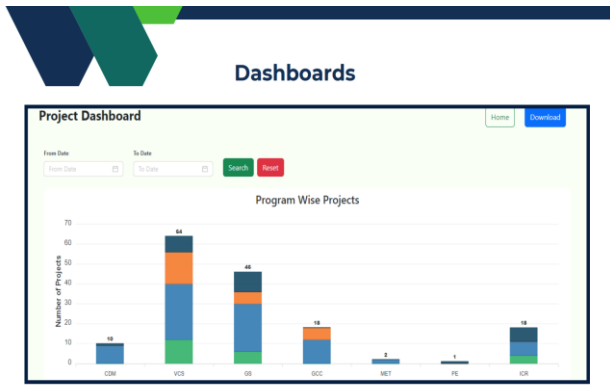 Dashboards
Project Dashboard
Home
Download
From Date
To Date
From Date
To Date
Search
Reset
Program Wise Projects
Number of Projects
70
60
50
40
30
20
10
0
10
64
46
18
2
1
18
CDM
VCS
GS
GCC
MET
PE
ICR